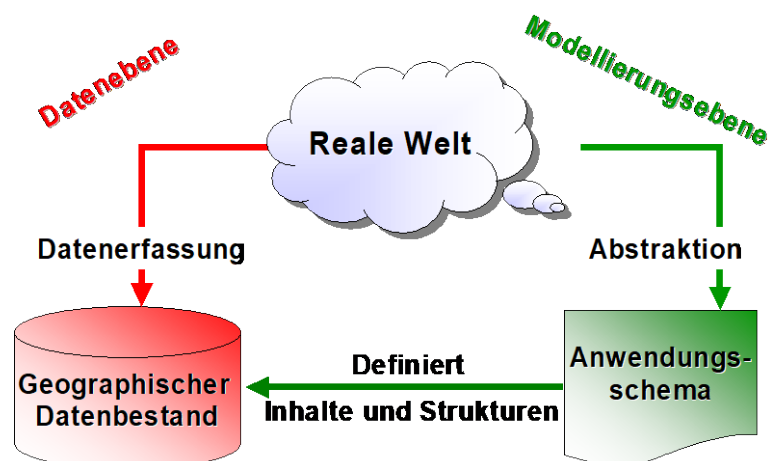 Datenebene
Modellierungsebene
Reale Welt
Datenerfassung
Abstraktion
Definiert
Inhalte und Strukturen
Geographischer
Datenbestand
Anwendungs-
schema